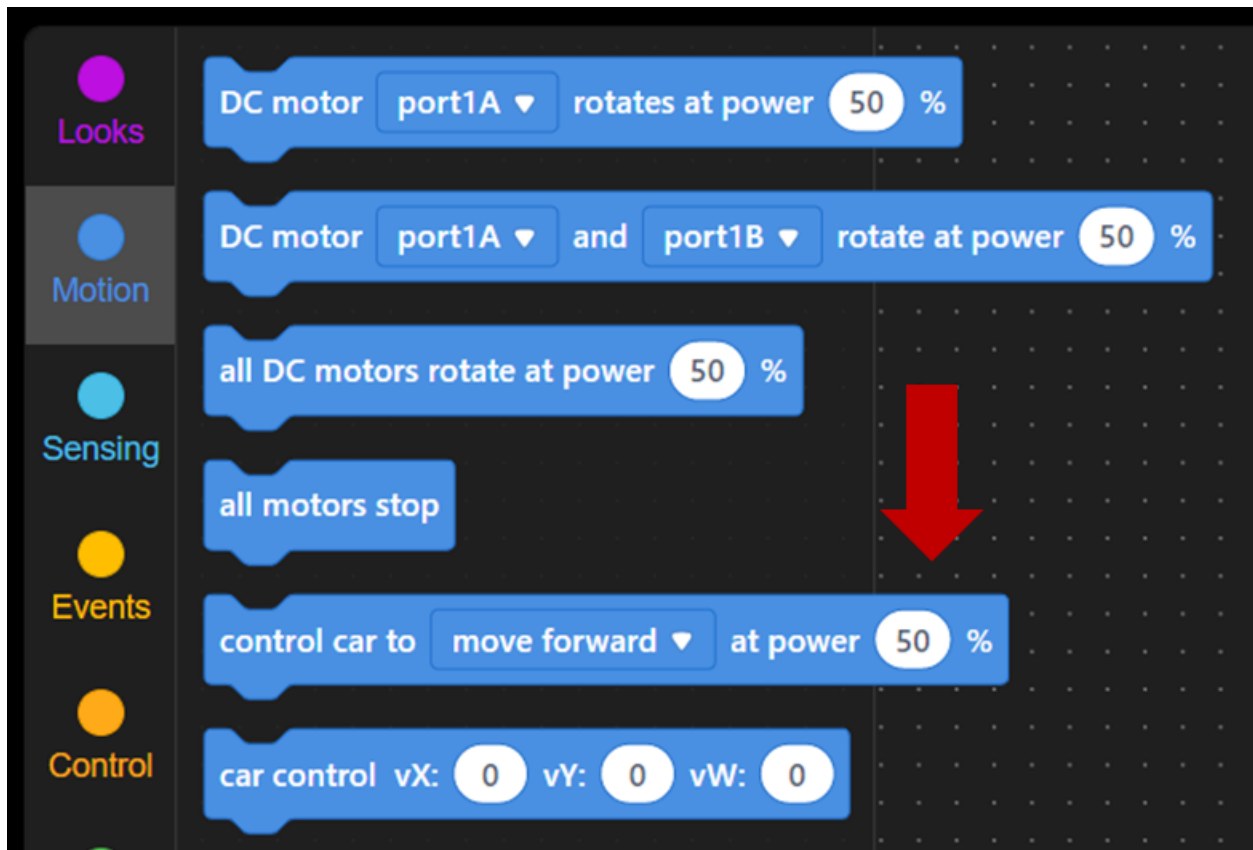 Looks
Motion
Sensing
Events
Control
DC motor port1A rotates at power 50 %
DC motor port1A and port1B rotate at power 50 %
all DC motors rotate at power 50 %
all motors stop
control car to move forward at power 50 %
car control vX: 0 vY: 0 vW: 0